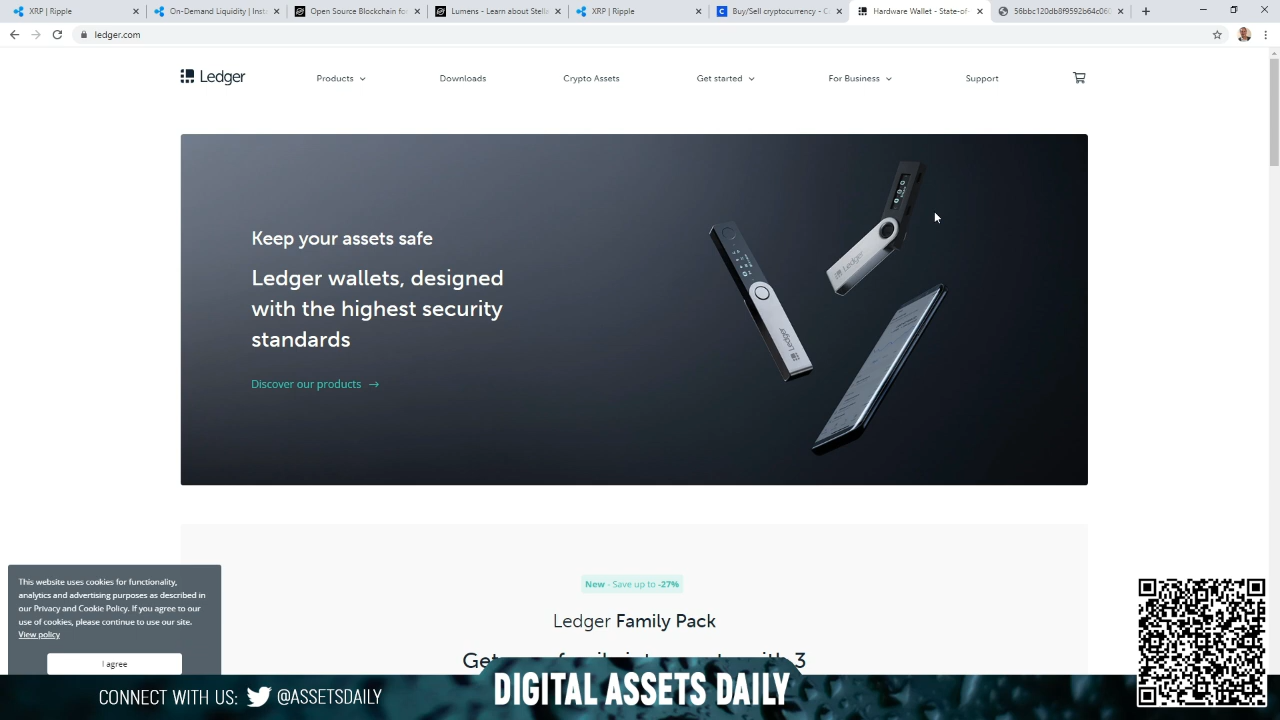 XRP | Ripple
On-Demand Liquidity | Inst
Open Source Blockchain fo
Lumens - Learn about Stell
XRP | Ripple
Buy/Sell cryptocurrency - C
Hardware Wallet - State-of-
56bbc120db8f9592b64c060
ledger.com
Ledger
Products
Downloads
Crypto Assets
Get started
For Business
Support
Keep your assets safe
Ledger wallets, designed
with the highest security
standards
Discover our products →
Ledger
Ledger
New - Save up to -27%
Ledger Family Pack
This website uses cookies for functionality,
analytics and advertising purposes as described in
our Privacy and Cookie Policy. If you agree to our
use of cookies, please continue to use our site.
View policy
I agree
CONNECT WITH US: @ASSETSDAILY
DIGITAL ASSETS DAILY